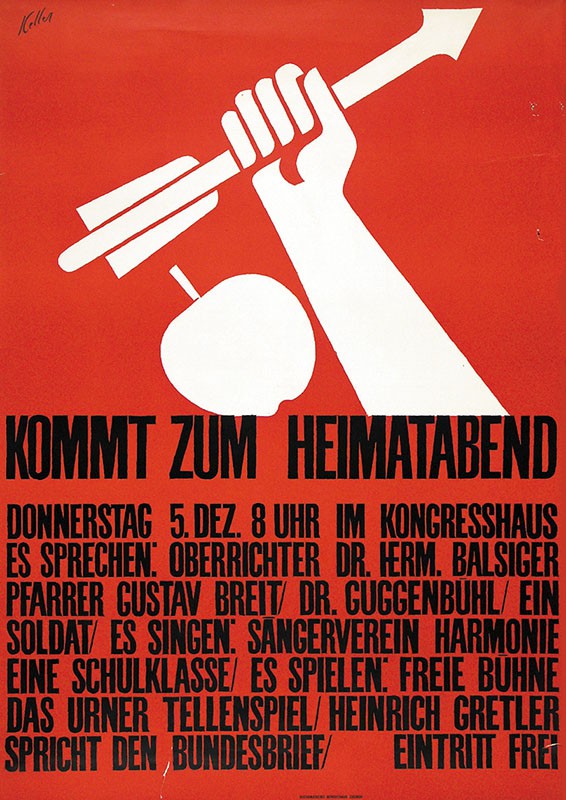 Keller
KOMMT ZUM HEIMATABEND
DONNERSTAG 5. DEZ. 8 UHR IM KONGRESSHAUS
ES SPRECHEN: OBERRICHTER DR. HERM. BALSIGER
PFARRER GUSTAV BREIT/ DR. GUGGENBÜHL/ EIN
SOLDAT/ ES SINGEN: SÄNGERVEREIN HARMONIE
EINE SCHULKLASSE/ ES SPIELEN: FREIE BÜHNE
DAS URNER TELLENSPIEL/ HEINRICH GRETLER
SPRICHT DEN BUNDESBRIEF/ EINTRITT FREI